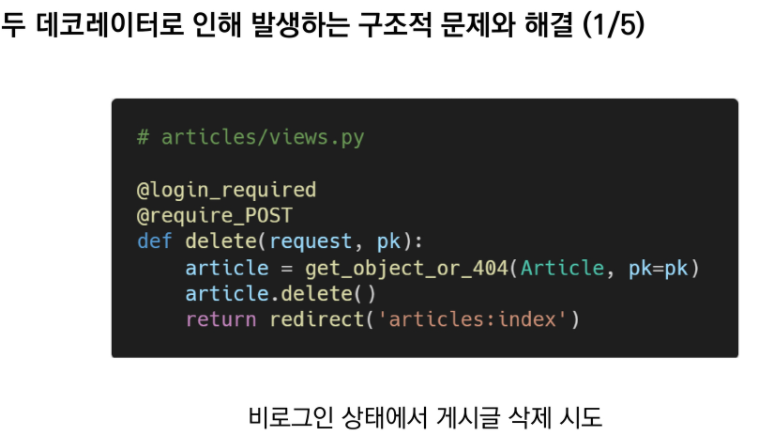 두 데코레이터로 인해 발생하는 구조적 문제와 해결 (1/5)
# articles/views.py
@login_required
@require_POST
def delete(request, pk):
    article = get_object_or_404(Article, pk=pk)
    article.delete()
    return redirect('articles:index')
비로그인 상태에서 게시글 삭제 시도